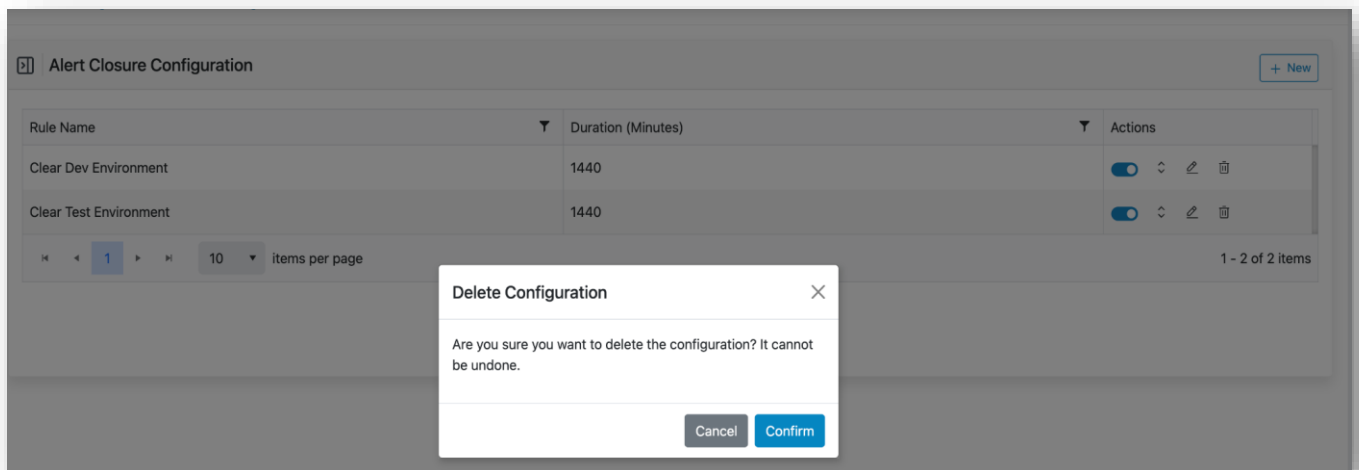 Alert Closure Configuration
+ New
Rule Name Duration (Minutes) Actions
Clear Dev Environment 1440
Clear Test Environment 1440
1 10 items per page 1 - 2 of 2 items
Delete Configuration
Are you sure you want to delete the configuration? It cannot
be undone.
Cancel Confirm